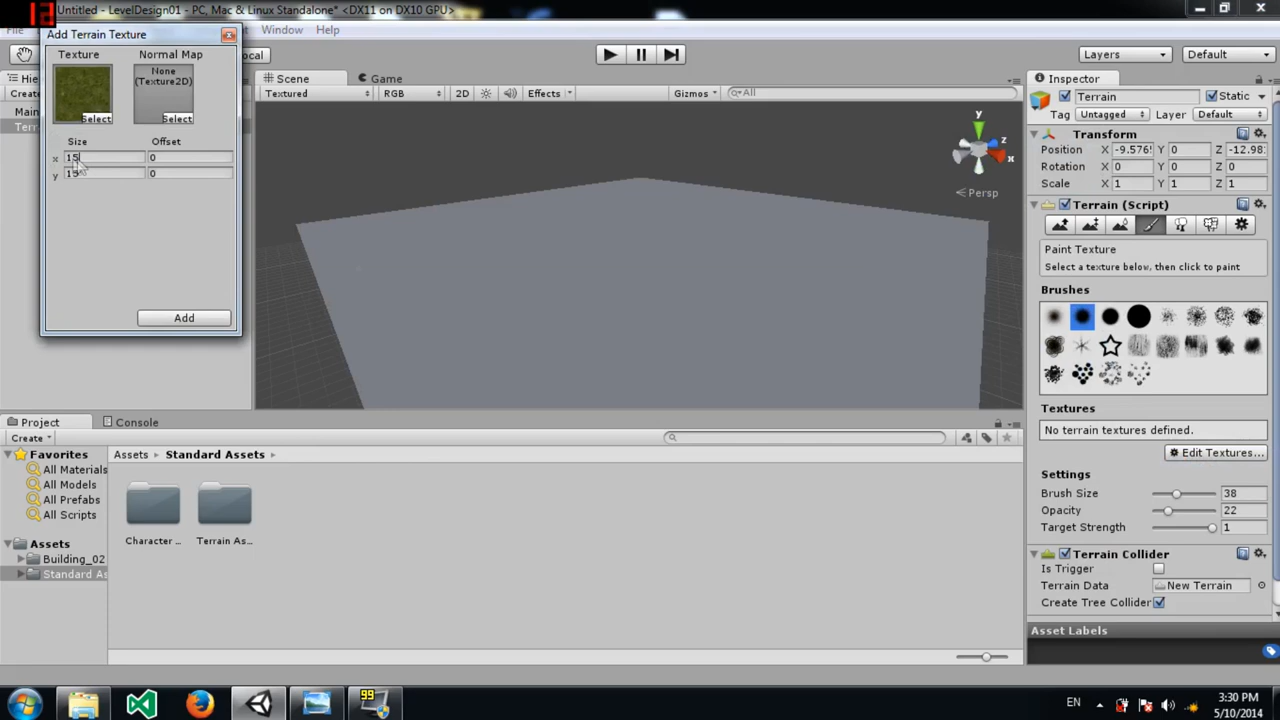 12
Untitled - LevelDesign01 - PC, Mac & Linux Standalone* <DX11 on DX10 GPU>
Add Terrain Texture
File
Window
Help
Texture
Normal Map
None
(Texture2D)
Select
Select
Size
Offset
x 15 0
y 15 0
Add
Local
Layers
Default
Scene
Game
Textured
RGB
2D
Effects
Gizmos
All
y
z
x
Persp
Inspector
Terrain
Static
Tag Untagged Layer Default
Transform
Position X -9.576 Y 0 Z -12.98
Rotation X 0 Y 0 Z 0
Scale X 1 Y 1 Z 1
Terrain (Script)
Paint Texture
Select a texture below, then click to paint
Brushes
Textures
No terrain textures defined.
Edit Textures...
Settings
Brush Size 38
Opacity 22
Target Strength 1
Terrain Collider
Is Trigger
Terrain Data New Terrain
Create Tree Collider
Asset Labels
Project
Console
Create
Favorites
All Materials
All Models
All Prefabs
All Scripts
Assets
Building_02
Standard As
Assets
Standard Assets
Character ...
Terrain As...
99
EN
3:30 PM
5/10/2014